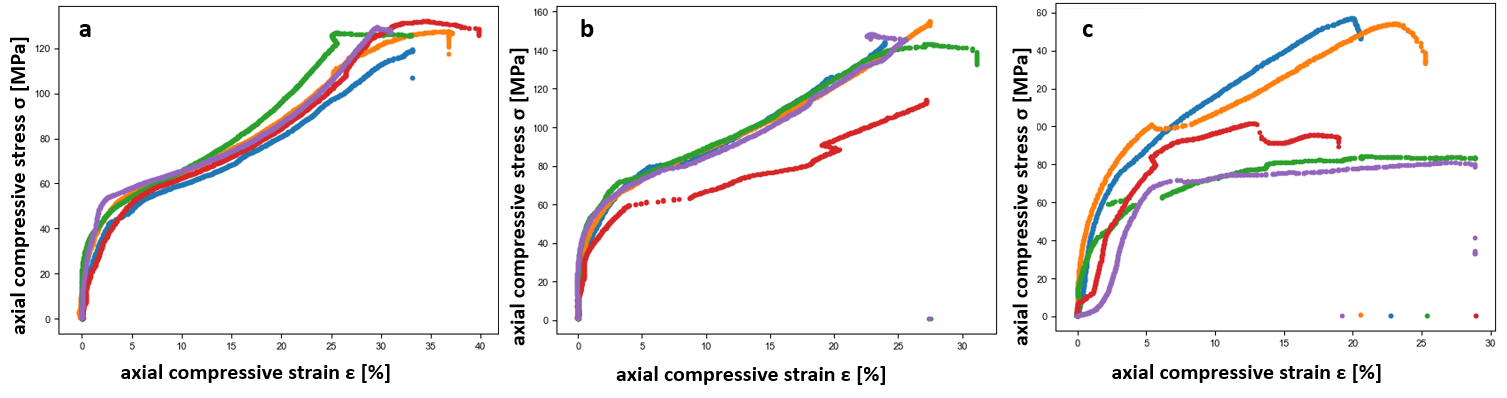 a
axial compressive stress σ [MPa]
120
100
80
60
40
20
0
0 5 10 15 20 25 30 35 40
axial compressive strain ε [%]
b
axial compressive stress σ [MPa]
160
140
120
100
80
60
40
20
0
0 5 10 15 20 25 30
axial compressive strain ε [%]
c
axial compressive stress σ [MPa]
60
40
20
00
80
60
40
20
0
0 5 10 15 20 25 30
axial compressive strain ε [%]